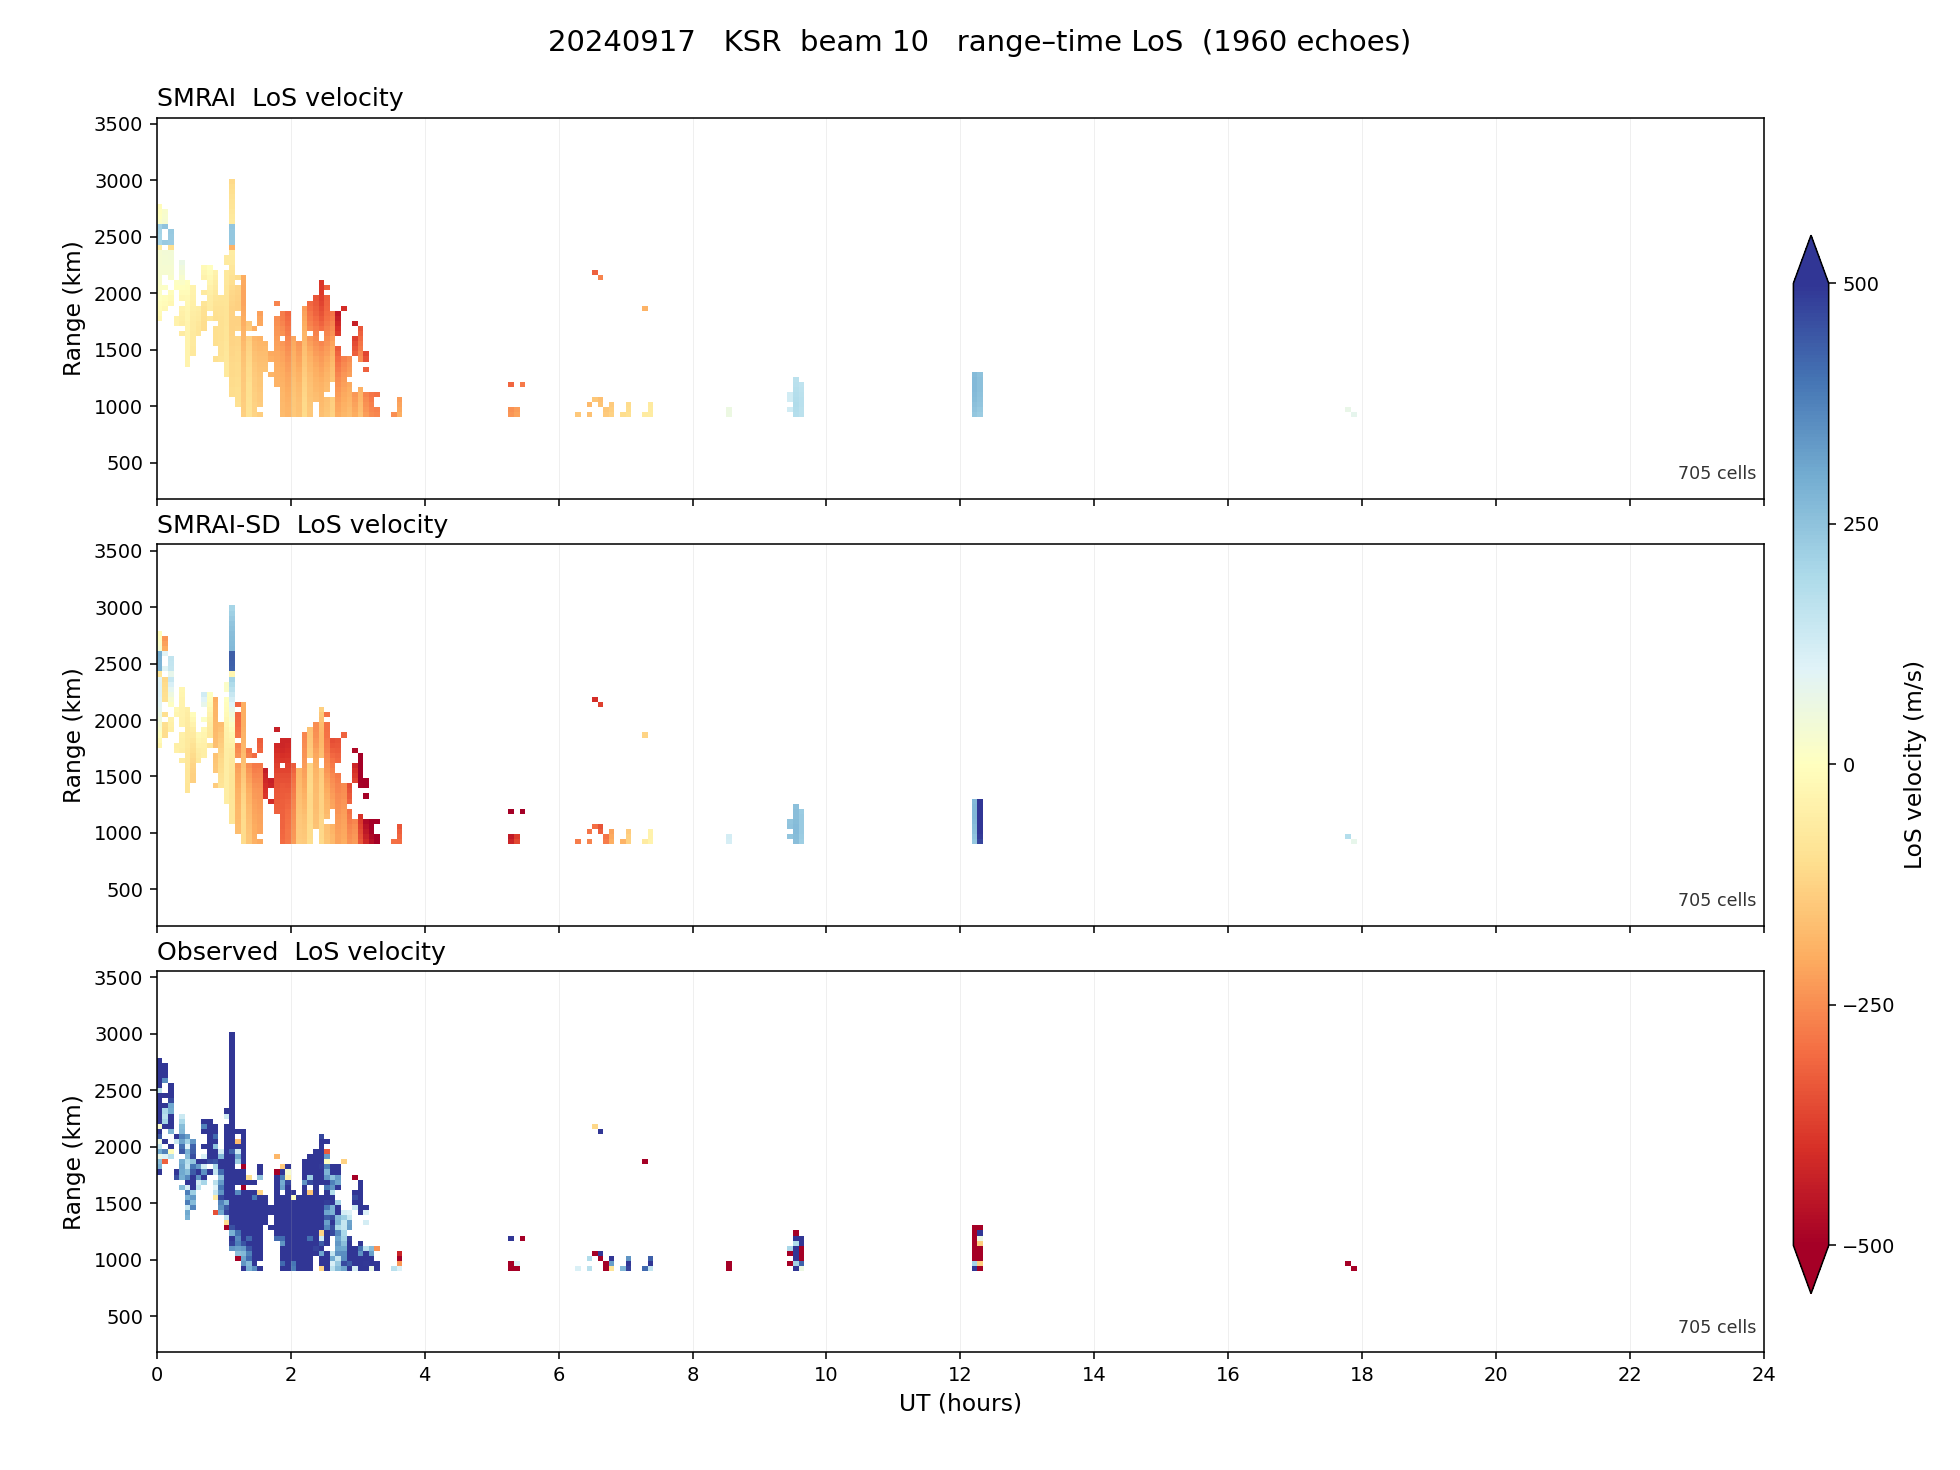 20240917   KSR  beam 10   range–time LoS  (1960 echoes)
SMRAI  LoS velocity
3500
3000
2500
2000
1500
1000
500
Range (km)
705 cells
SMRAI-SD  LoS velocity
3500
3000
2500
2000
1500
1000
500
Range (km)
705 cells
Observed  LoS velocity
3500
3000
2500
2000
1500
1000
500
Range (km)
705 cells
0 2 4 6 8 10 12 14 16 18 20 22 24
UT (hours)
500
250
0
−250
−500
LoS velocity (m/s)